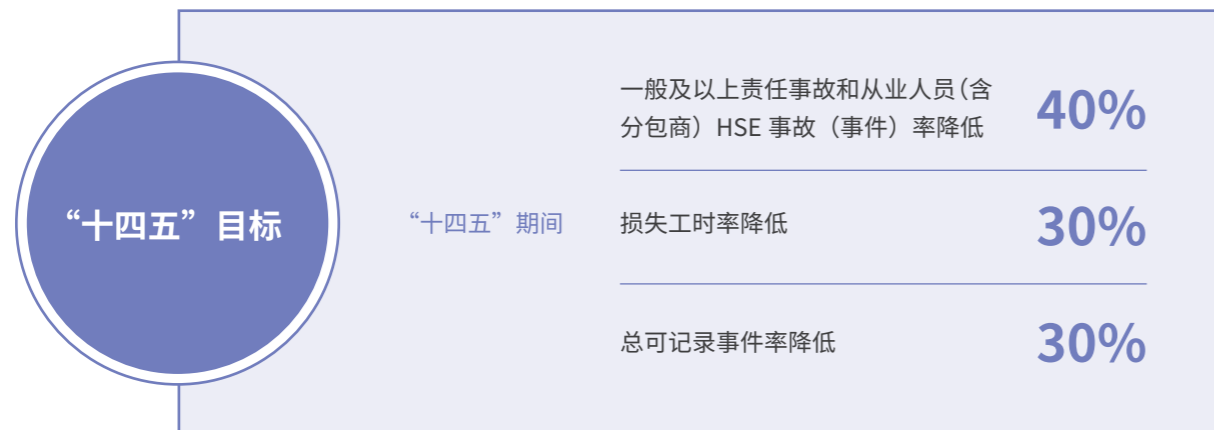 “十四五”目标
“十四五”期间
一般及以上责任事故和从业人员（含
分包商）HSE 事故（事件）率降低
40%
损失工时率降低
30%
总可记录事件率降低
30%